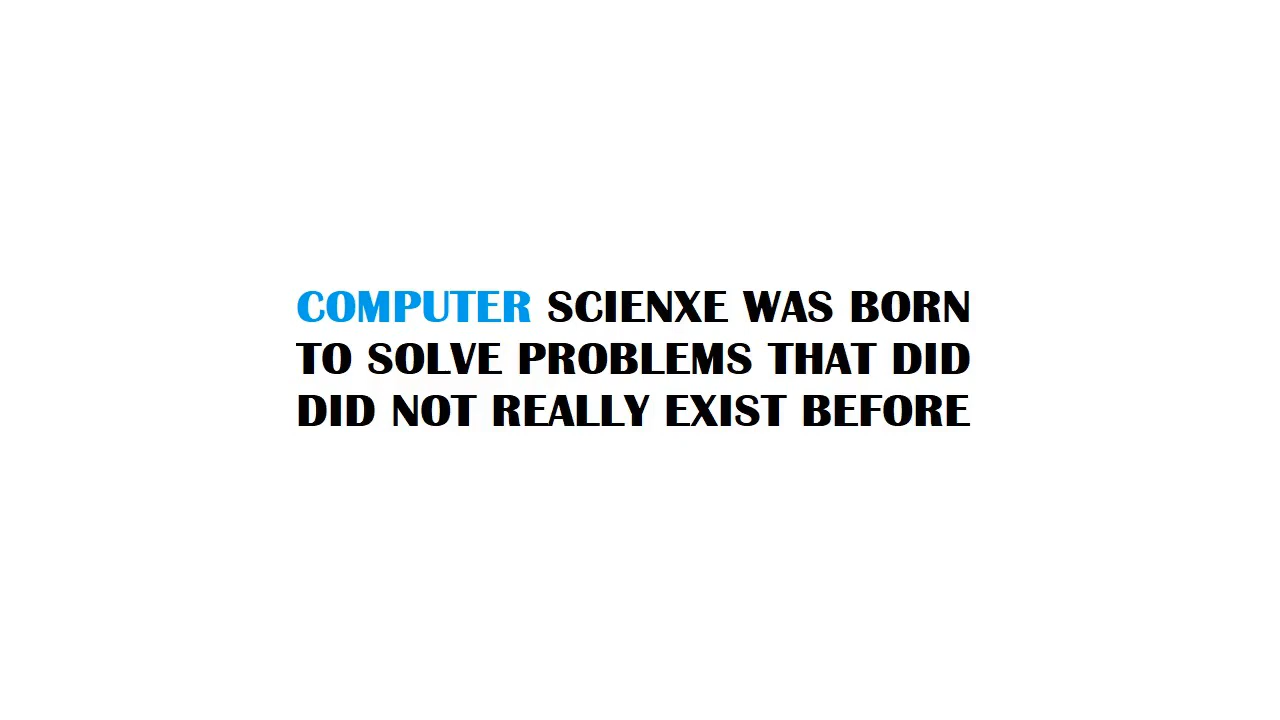 COMPUTER SCIENXE WAS BORN
TO SOLVE PROBLEMS THAT DID
DID NOT REALLY EXIST BEFORE